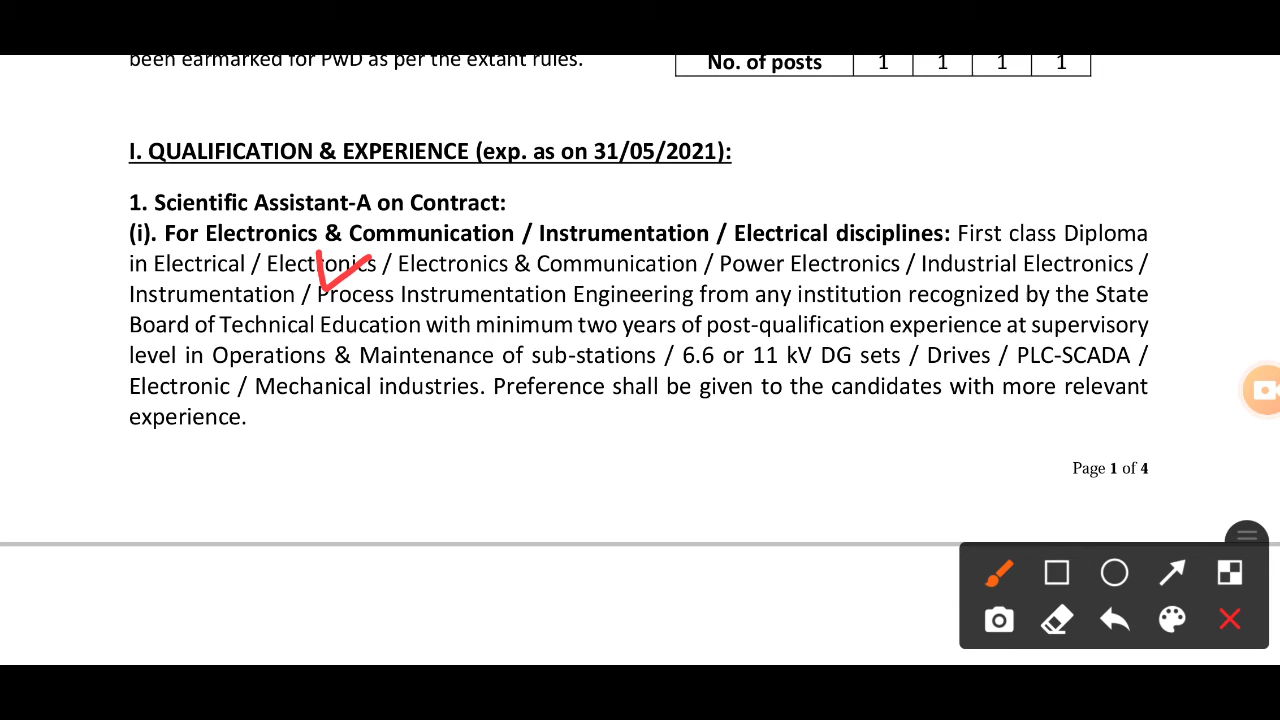 been earmarked for PwD as per the extant rules.
No. of posts 1 1 1 1
I. QUALIFICATION & EXPERIENCE (exp. as on 31/05/2021):
1. Scientific Assistant-A on Contract:
(i). For Electronics & Communication / Instrumentation / Electrical disciplines: First class Diploma
in Electrical / Electronics / Electronics & Communication / Power Electronics / Industrial Electronics /
Instrumentation / Process Instrumentation Engineering from any institution recognized by the State
Board of Technical Education with minimum two years of post-qualification experience at supervisory
level in Operations & Maintenance of sub-stations / 6.6 or 11 kV DG sets / Drives / PLC-SCADA /
Electronic / Mechanical industries. Preference shall be given to the candidates with more relevant
experience.
Page 1 of 4